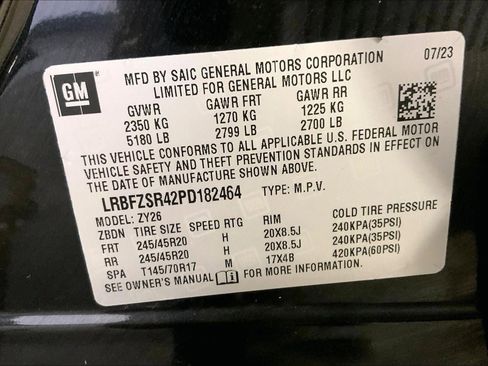 GM
MFD BY SAIC GENERAL MOTORS CORPORATION 07/23
LIMITED FOR GENERAL MOTORS LLC
GVWR GAWR FRT GAWR RR
2350 KG 1270 KG 1225 KG
5180 LB 2799 LB 2700 LB
THIS VEHICLE CONFORMS TO ALL APPLICABLE U.S. FEDERAL MOTOR
VEHICLE SAFETY AND THEFT PREVENTION STANDARDS IN EFFECT ON
THE DATE OF MANUFACTURE SHOWN ABOVE.
LRBFZSR42PD182464 TYPE: M.P.V.
MODEL: ZY26
ZBDN TIRE SIZE SPEED RTG RIM COLD TIRE PRESSURE
FRT 245/45R20 H 20X8.5J 240KPA(35PSI)
RR 245/45R20 H 20X8.5J 240KPA(35PSI)
SPA T145/70R17 M 17X4B 420KPA(60PSI)
SEE OWNER'S MANUAL FOR MORE INFORMATION